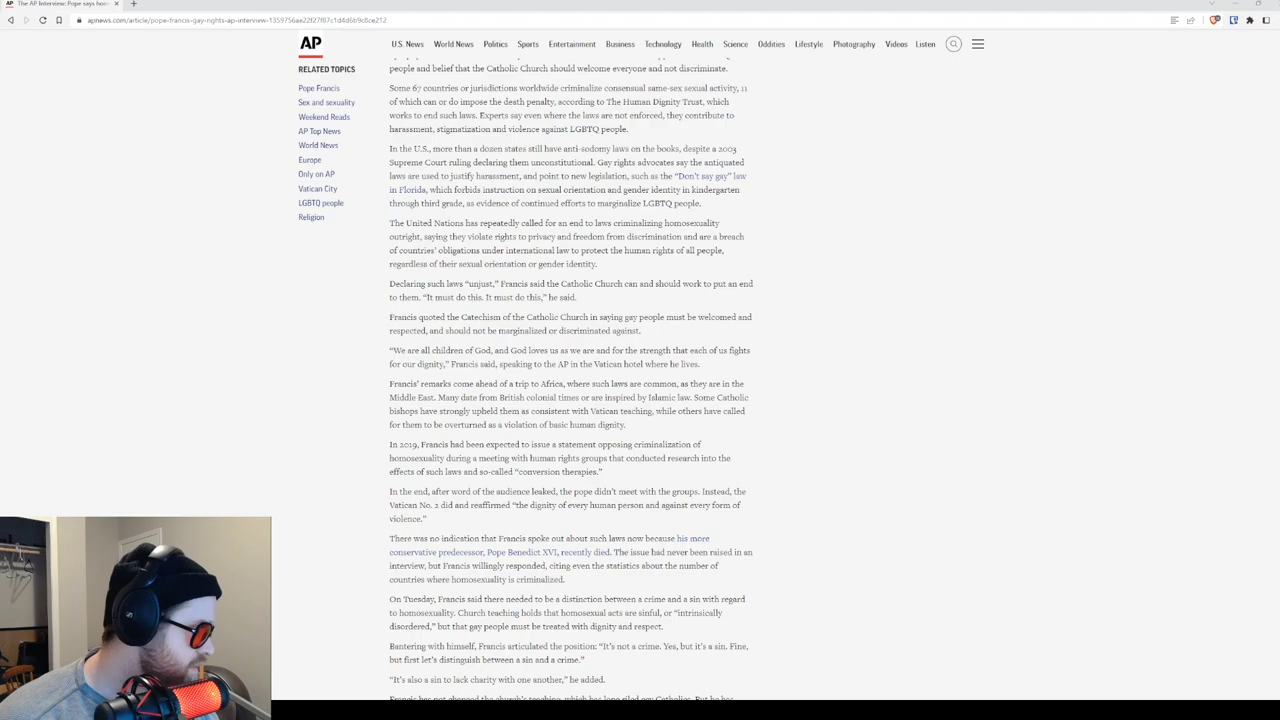 The AP Interview: Pope says hom
apnews.com/article/pope-francis-gay-rights-ap-interview-1359756ae22f27f87c1d4d6b9c8ce212
AP
U.S. News World News Politics Sports Entertainment Business Technology Health Science Oddities Lifestyle Photography Videos Listen
RELATED TOPICS
Pope Francis
Sex and sexuality
Weekend Reads
AP Top News
World News
Europe
Only on AP
Vatican City
LGBTQ people
Religion
people and belief that the Catholic Church should welcome everyone and not discriminate.
Some 67 countries or jurisdictions worldwide criminalize consensual same-sex sexual activity, 11
of which can or do impose the death penalty, according to The Human Dignity Trust, which
works to end such laws. Experts say even where the laws are not enforced, they contribute to
harassment, stigmatization and violence against LGBTQ people.
In the U.S., more than a dozen states still have anti-sodomy laws on the books, despite a 2003
Supreme Court ruling declaring them unconstitutional. Gay rights advocates say the antiquated
laws are used to justify harassment, and point to new legislation, such as the “Don’t say gay” law
in Florida, which forbids instruction on sexual orientation and gender identity in kindergarten
through third grade, as evidence of continued efforts to marginalize LGBTQ people.
The United Nations has repeatedly called for an end to laws criminalizing homosexuality
outright, saying they violate rights to privacy and freedom from discrimination and are a breach
of countries’ obligations under international law to protect the human rights of all people,
regardless of their sexual orientation or gender identity.
Declaring such laws “unjust,” Francis said the Catholic Church can and should work to put an end
to them. “It must do this. It must do this,” he said.
Francis quoted the Catechism of the Catholic Church in saying gay people must be welcomed and
respected, and should not be marginalized or discriminated against.
“We are all children of God, and God loves us as we are and for the strength that each of us fights
for our dignity,” Francis said, speaking to the AP in the Vatican hotel where he lives.
Francis’ remarks come ahead of a trip to Africa, where such laws are common, as they are in the
Middle East. Many date from British colonial times or are inspired by Islamic law. Some Catholic
bishops have strongly upheld them as consistent with Vatican teaching, while others have called
for them to be overturned as a violation of basic human dignity.
In 2019, Francis had been expected to issue a statement opposing criminalization of
homosexuality during a meeting with human rights groups that conducted research into the
effects of such laws and so-called “conversion therapies.”
In the end, after word of the audience leaked, the pope didn’t meet with the groups. Instead, the
Vatican No. 2 did and reaffirmed “the dignity of every human person and against every form of
violence.”
There was no indication that Francis spoke out about such laws now because his more
conservative predecessor, Pope Benedict XVI, recently died. The issue had never been raised in an
interview, but Francis willingly responded, citing even the statistics about the number of
countries where homosexuality is criminalized.
On Tuesday, Francis said there needed to be a distinction between a crime and a sin with regard
to homosexuality. Church teaching holds that homosexual acts are sinful, or “intrinsically
disordered,” but that gay people must be treated with dignity and respect.
Bantering with himself, Francis articulated the position: “It’s not a crime. Yes, but it’s a sin. Fine,
but first let’s distinguish between a sin and a crime.”
“It’s also a sin to lack charity with one another,” he added.
Francis has not changed the church’s teaching, which has long riled gay Catholics. But he has